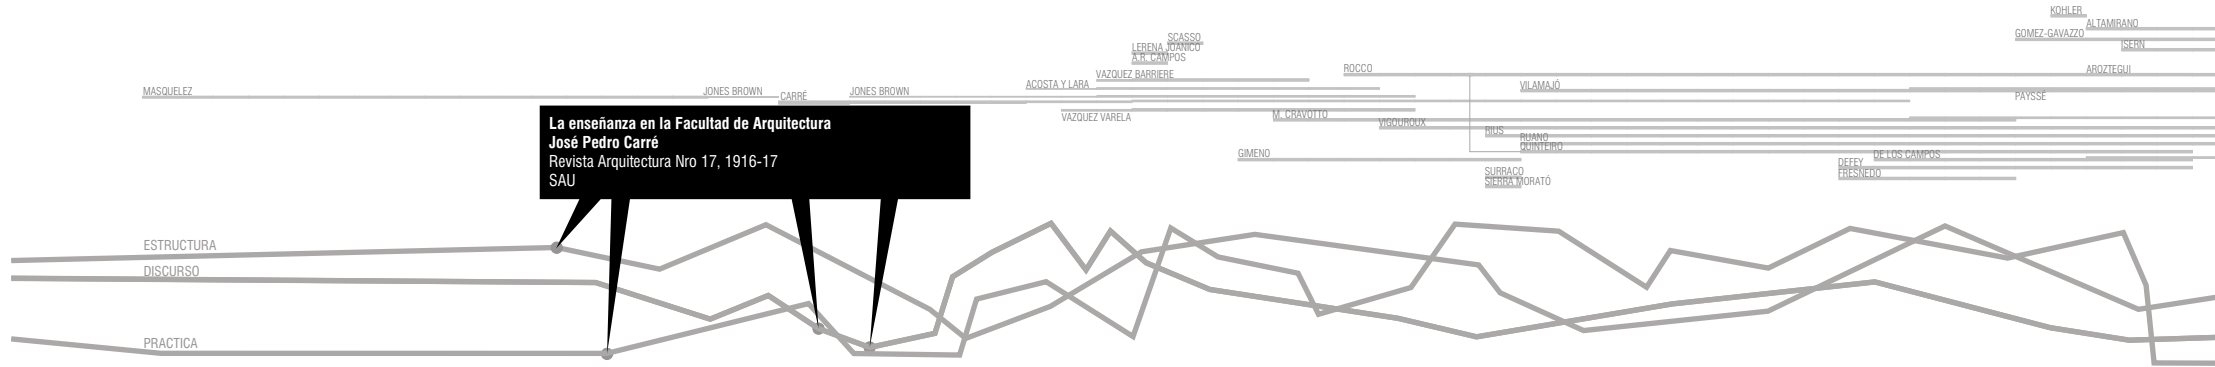 KOHLER
ALTAMIRANO
GOMEZ-GAVAZZO
SCASSO
ISERN
LERENA JOANICO
A.R. CAMPOS
ROCCO
AROZTEGUI
VAZQUEZ BARRIERE
ACOSTA Y LARA
VILAMAJÓ
MASQUELEZ
JONES BROWN
CARRÉ
JONES BROWN
PAYSSÉ
VAZQUEZ VARELA
M. CRAVOTTO
VIGOUROUX
RIUS
RUANO
QUINTEIRO
GIMENO
DE LOS CAMPOS
DEFEY
SURRACO
FRESNEDO
SIERRA MORATÓ
La enseñanza en la Facultad de Arquitectura
José Pedro Carré
Revista Arquitectura Nro 17, 1916-17
SAU
ESTRUCTURA
DISCURSO
PRACTICA